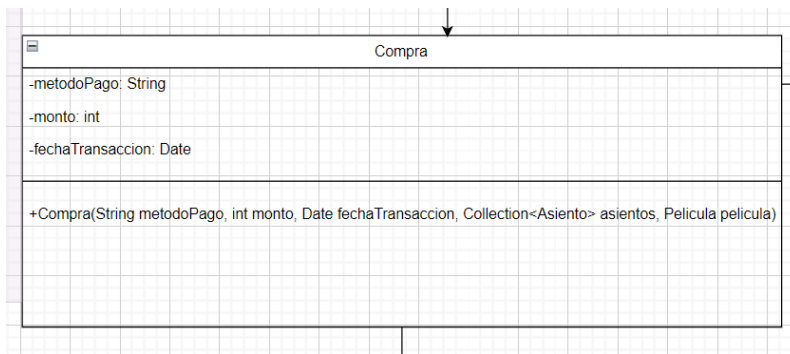 Compra
-metodoPago: String
-monto: int
-fechaTransaccion: Date
+Compra(String metodoPago, int monto, Date fechaTransaccion, Collection<Asiento> asientos, Pelicula pelicula)